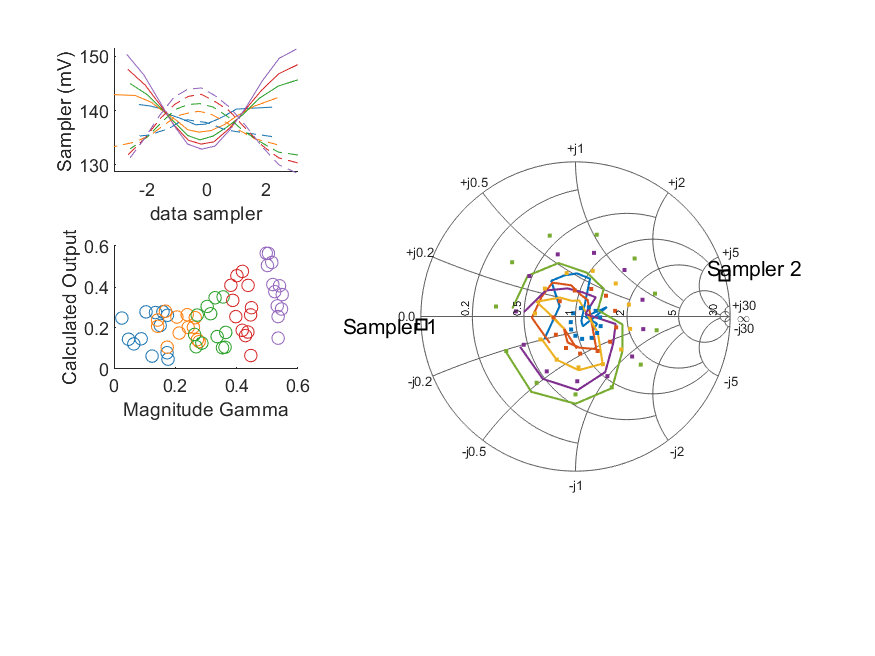 150
140
130
Sampler (mV)
-2
0
2
data sampler
0.6
0.4
0.2
0
Calculated Output
0
0.2
0.4
0.6
Magnitude Gamma
+j1
+j0.5
+j2
+j0.2
+j5
Sampler 2
0.0
0.2
0.5
1
2
5
30
+j30
∞
-j30
Sampler 1
-j0.2
-j5
-j0.5
-j2
-j1